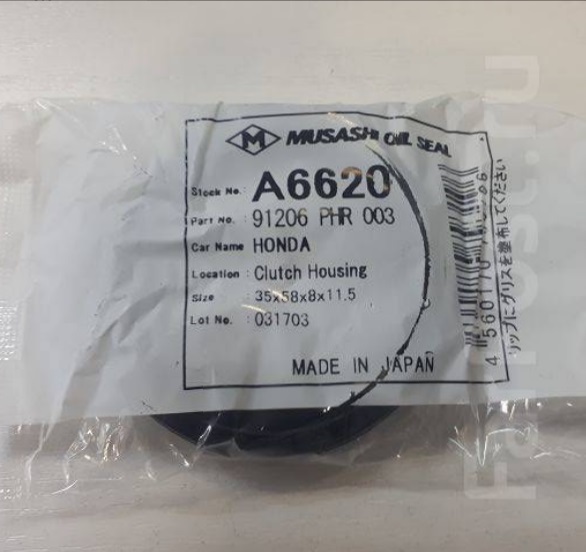 M MUSASHI OIL SEAL
Stock No. : A6620
Part No. : 91206 PHR 003
Car Name HONDA
Location : Clutch Housing
Size : 35x58x8x11.5
Lot No. : 031703
MADE IN JAPAN
リップにグリスを塗布してください